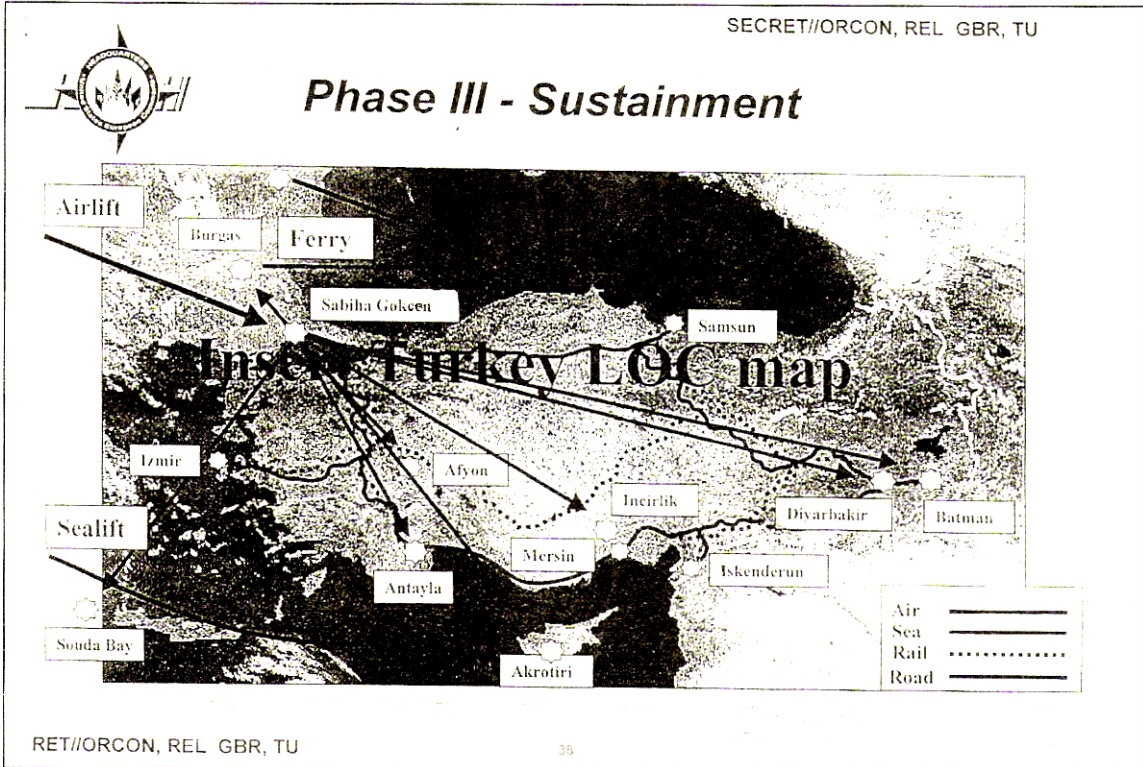 SECRET//ORCON, REL GBR, TU
HEADQUARTERS
Phase III - Sustainment
Airlift
Burgas
Ferry
Sabiha Gokcen
Samsun
Insert Turkey LOC map
Izmir
Afyon
Incirlik
Diyarbakir
Batman
Sealift
Mersin
Iskenderun
Antayla
Souda Bay
Akrotiri
Air
Sea
Rail
Road
RET//ORCON, REL GBR, TU
38